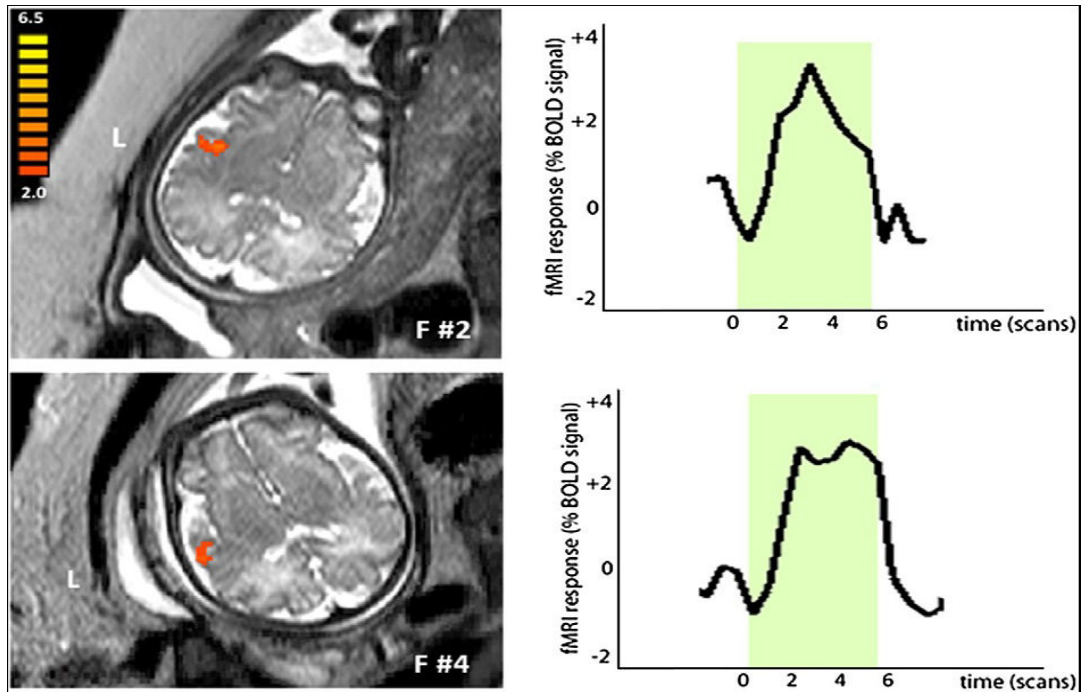 6.5
2.0
L
F #2
fMRI response (% BOLD signal)
+4
+2
0
-2
0 2 4 6 time (scans)
L
F #4
fMRI response (% BOLD signal)
+4
+2
0
-2
0 2 4 6 time (scans)